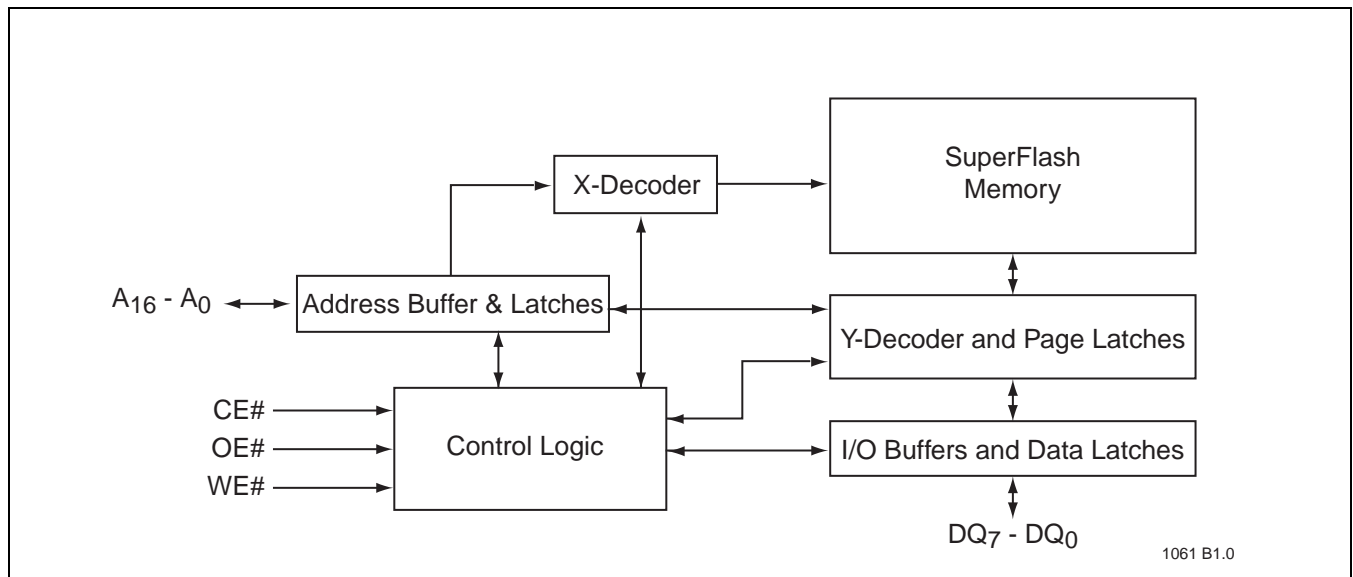 SuperFlash
Memory
X-Decoder
A16 - A0
Address Buffer & Latches
Y-Decoder and Page Latches
CE#
OE#
WE#
Control Logic
I/O Buffers and Data Latches
DQ7 - DQ0
1061 B1.0